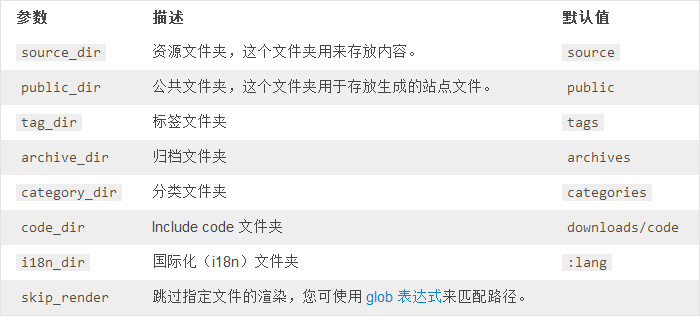 参数 描述 默认值
source_dir 资源文件夹，这个文件夹用来存放内容。 source
public_dir 公共文件夹，这个文件夹用于存放生成的站点文件。 public
tag_dir 标签文件夹 tags
archive_dir 归档文件夹 archives
category_dir 分类文件夹 categories
code_dir Include code 文件夹 downloads/code
i18n_dir 国际化（i18n）文件夹 :lang
skip_render 跳过指定文件的渲染，您可使用 glob 表达式来匹配路径。